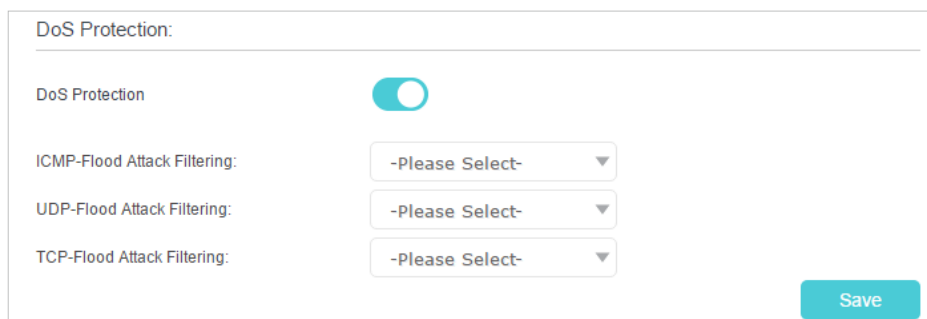 DoS Protection:
DoS Protection
ICMP-Flood Attack Filtering: -Please Select-
UDP-Flood Attack Filtering: -Please Select-
TCP-Flood Attack Filtering: -Please Select-
Save